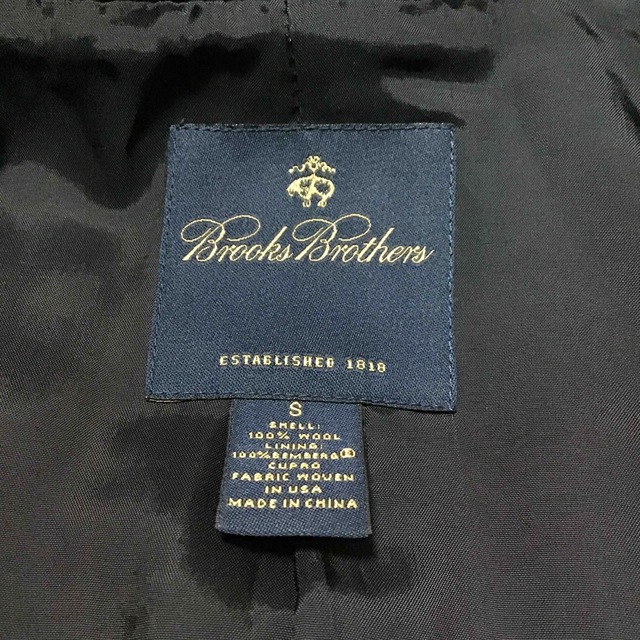 Brooks Brothers
ESTABLISHED 1818
S
SHELL:
100% WOOL
LINING:
100%BEMBERG
CUPRO
FABRIC WOVEN
IN USA
MADE IN CHINA